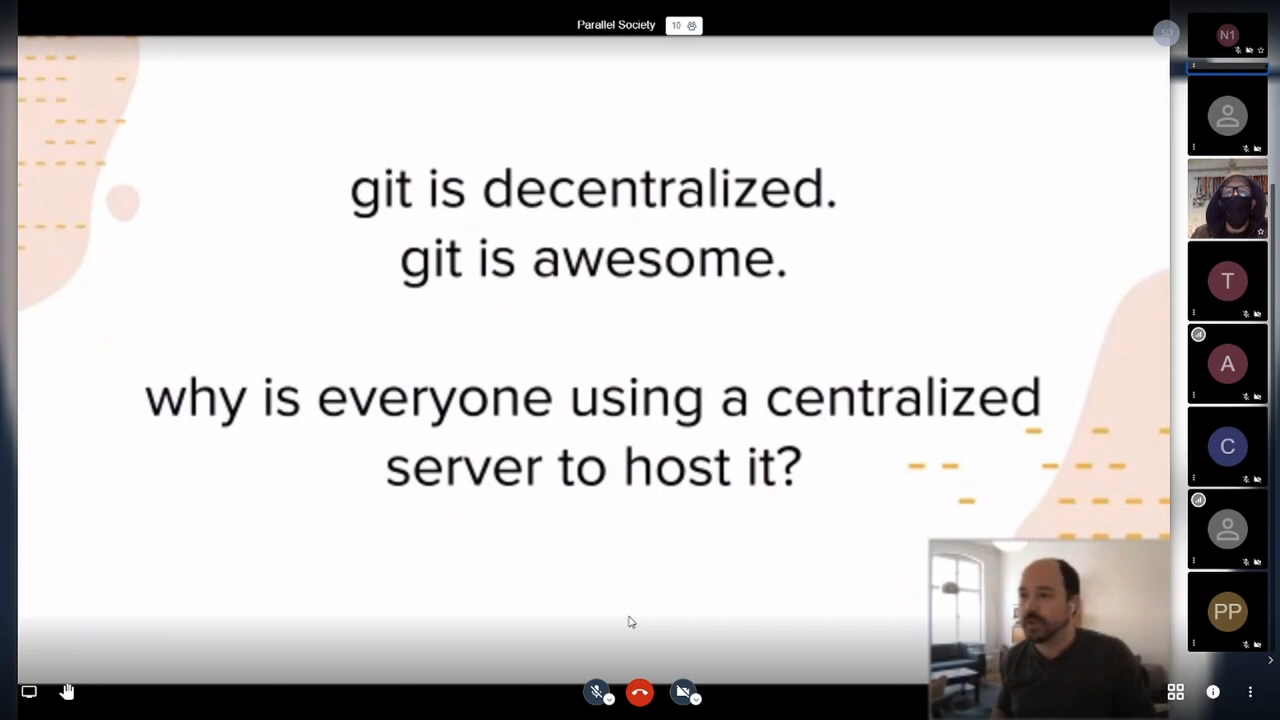 Parallel Society 10
SD
N1
git is decentralized.
git is awesome.
why is everyone using a centralized
server to host it?
T
A
C
PP